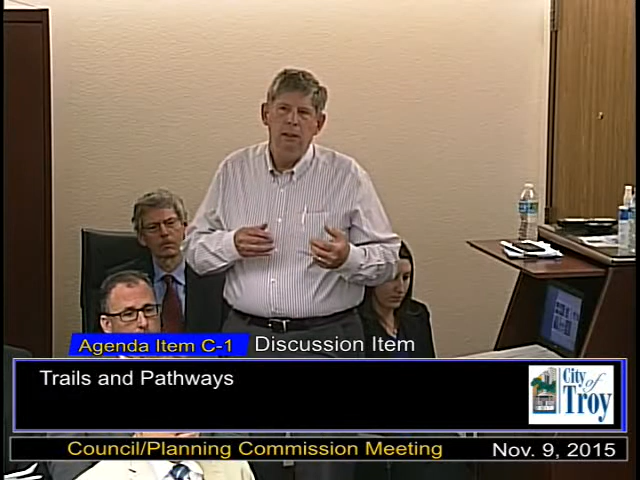 Agenda Item C-1 Discussion Item
Trails and Pathways
City
of
Troy
Council/Planning Commission Meeting Nov. 9, 2015